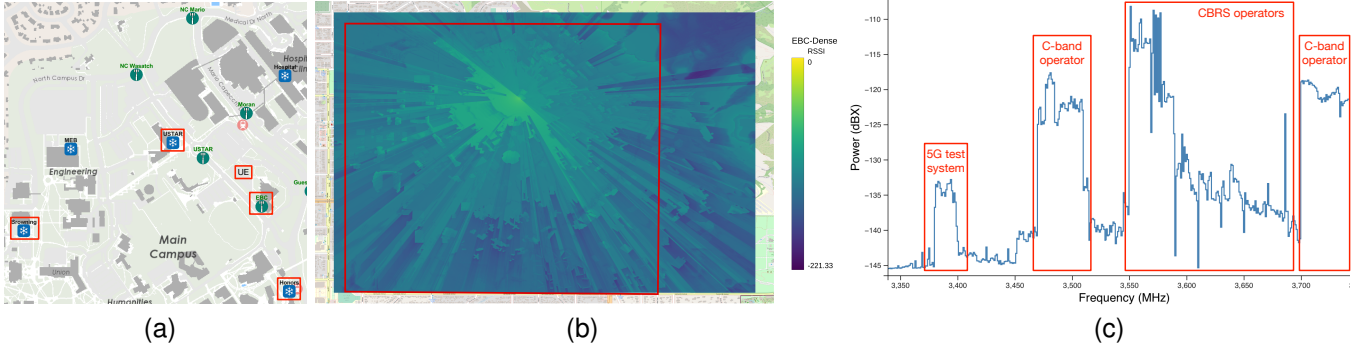 NC Mario
Medical Dr North
NC Wasatch
North Campus Dr
Mario Capecchi
Hospital
Moran
USTAR
MEB
Engineering
USTAR
UE
EBC
Browning
Main
Campus
Union
Honors
Humanities
(a)
EBC-Dense
RSSI
0
-221.33
(b)
CBRS operators
C-band
operator
C-band
operator
5G test
system
Power (dBX)
−110
−115
−120
−125
−130
−135
−140
−145
3,350
3,400
3,450
3,500
3,550
3,600
3,650
3,700
Frequency (MHz)
(c)